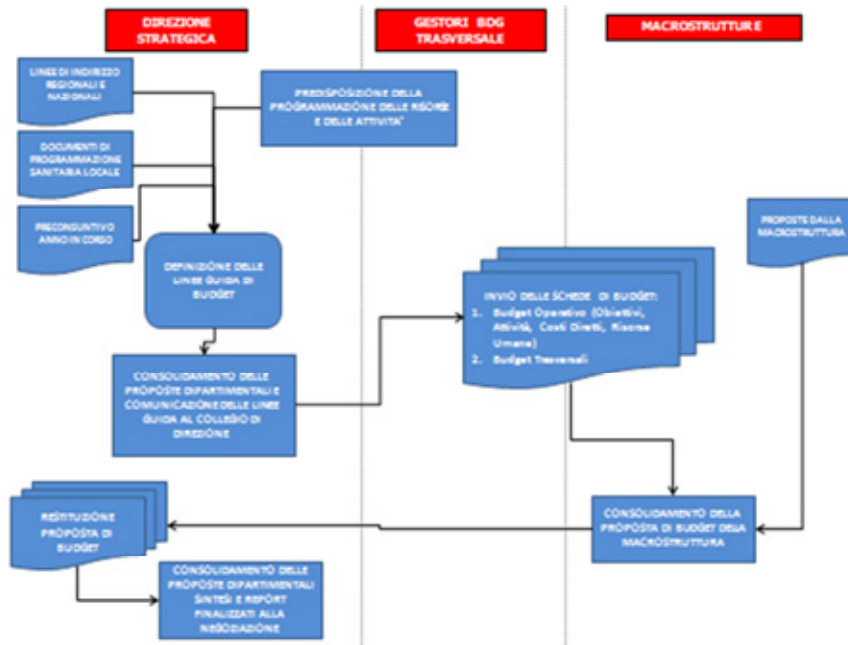 DIREZIONE
STRATEGICA
GESTORI BDG
TRASVERSALE
MACROSTRUTTURE
LINEE DI INDIRIZZO
REGIONALI E
NAZIONALI
PREDISPOSIZIONE DELLA
PROGRAMMAZIONE DELLE RISORSE
E DELLE ATTIVITA'
DOCUMENTI DI
PROGRAMMAZIONE
SANITARIA LOCALE
PRECONSUNTIVO
ANNO IN CORSO
PROPOSTE DALLA
MACROSTRUTTURA
DEFINIZIONE DELLE
LINEE GUIDA DI
BUDGET
INVIO DELLE SCHEDE DI BUDGET:
1. Budget Operativo (Obiettivi,
Attività, Costi Diretti, Risorse
Umane)
2. Budget Trasversali
CONSOLIDAMENTO DELLE
PROPOSTE DIPARTIMENTALI E
COMUNICAZIONE DELLE LINEE
GUIDA AL COLLEGIO DI
DIREZIONE
RESTITUZIONE
PROPOSTA DI
BUDGET
CONSOLIDAMENTO DELLA
PROPOSTA DI BUDGET DELLA
MACROSTRUTTURA
CONSOLIDAMENTO DELLE
PROPOSTE DIPARTIMENTALI
SINTESI E REPORT
FINALIZZATI ALLA
NEGOZIAZIONE